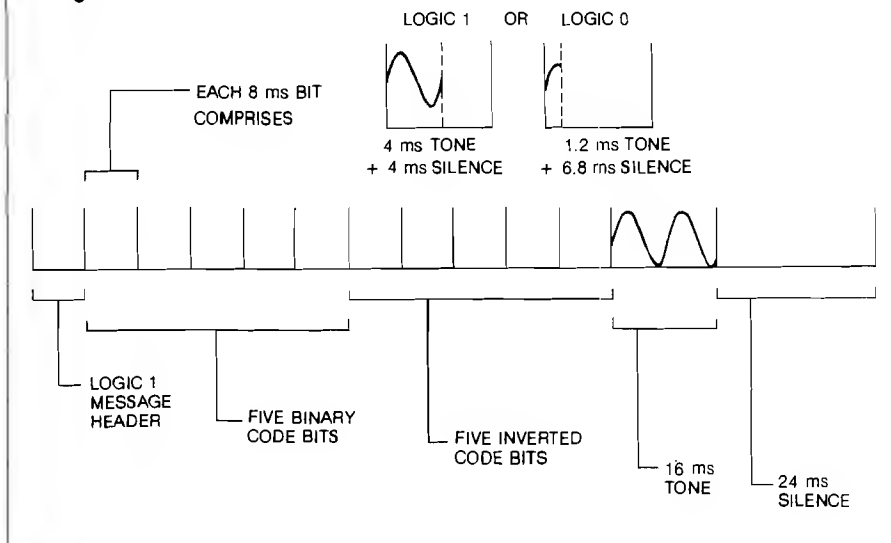 LOGIC 1 OR LOGIC 0
EACH 8 ms BIT
COMPRISES
4 ms TONE
+ 4 ms SILENCE
1.2 ms TONE
+ 6.8 ms SILENCE
LOGIC 1
MESSAGE
HEADER
FIVE BINARY
CODE BITS
FIVE INVERTED
CODE BITS
16 ms
TONE
24 ms
SILENCE